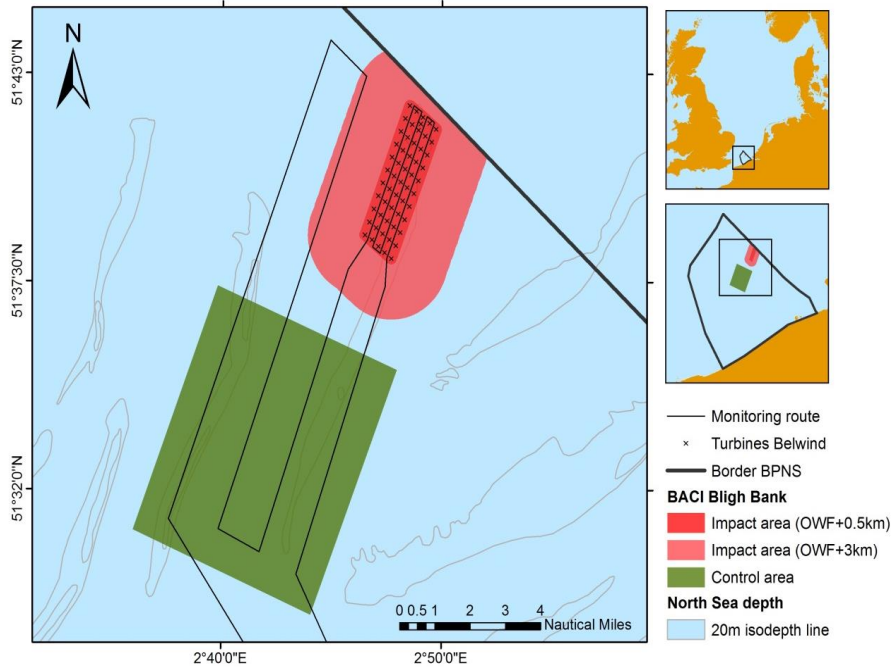 N
51°43'0"N
51°37'30"N
51°32'0"N
2°40'0"E
2°50'0"E
0 0.5 1 2 3 4
Nautical Miles
Monitoring route
Turbines Belwind
Border BPNS
BACI Bligh Bank
Impact area (OWF+0.5km)
Impact area (OWF+3km)
Control area
North Sea depth
20m isodepth line